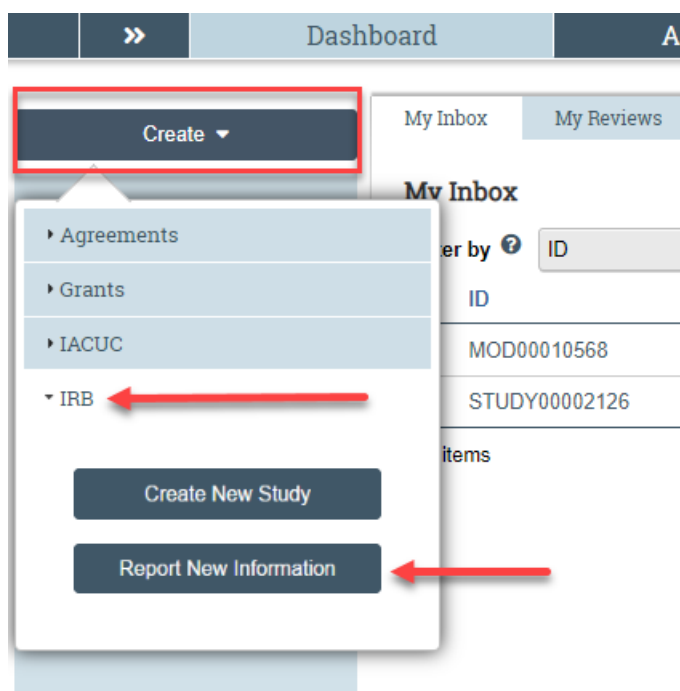 Dashboard
A
Create
My Inbox
My Reviews
My Inbox
er by
ID
ID
MOD00010568
STUDY00002126
items
Agreements
Grants
IACUC
IRB
Create New Study
Report New Information